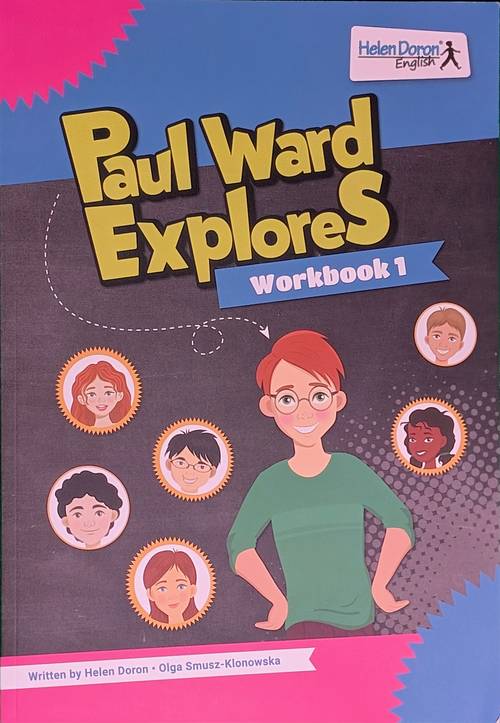 Helen Doron®
English
Paul Ward
ExploreS
Workbook 1
Written by Helen Doron • Olga Smusz-Klonowska